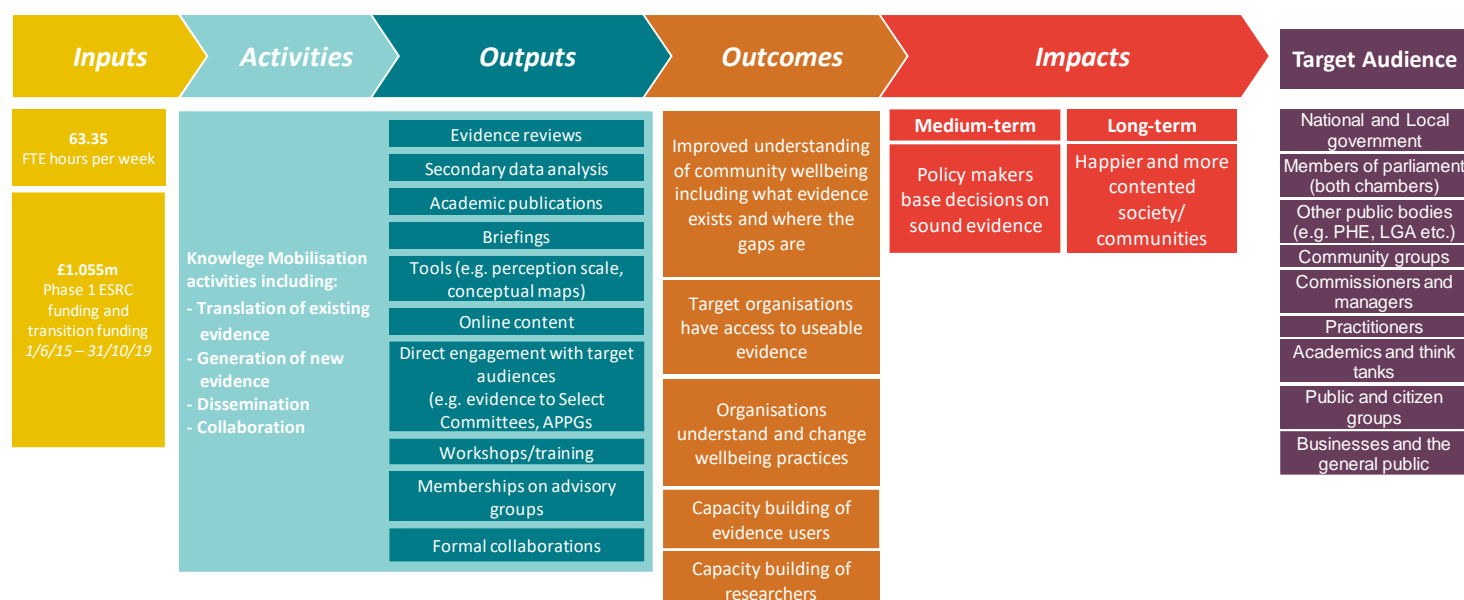 Inputs
Activities
Outputs
Outcomes
Impacts
Target Audience
63.35
FTE hours per week
£1.055m
Phase 1 ESRC
funding and
transition funding
1/6/15 – 31/10/19
Knowlege Mobilisation
activities including:
- Translation of existing
evidence
- Generation of new
evidence
- Dissemination
- Collaboration
Evidence reviews
Secondary data analysis
Academic publications
Briefings
Tools (e.g. perception scale,
conceptual maps)
Online content
Direct engagement with target
audiences
(e.g. evidence to Select
Committees, APPGs
Workshops/training
Memberships on advisory
groups
Formal collaborations
Improved understanding
of community wellbeing
including what evidence
exists and where the
gaps are
Target organisations
have access to useable
evidence
Organisations
understand and change
wellbeing practices
Capacity building of
evidence users
Capacity building of
researchers
Medium-term
Policy makers
base decisions on
sound evidence
Long-term
Happier and more
contented
society/
communities
National and Local
government
Members of parliament
(both chambers)
Other public bodies
(e.g. PHE, LGA etc.)
Community groups
Commissioners and
managers
Practitioners
Academics and think
tanks
Public and citizen
groups
Businesses and the
general public